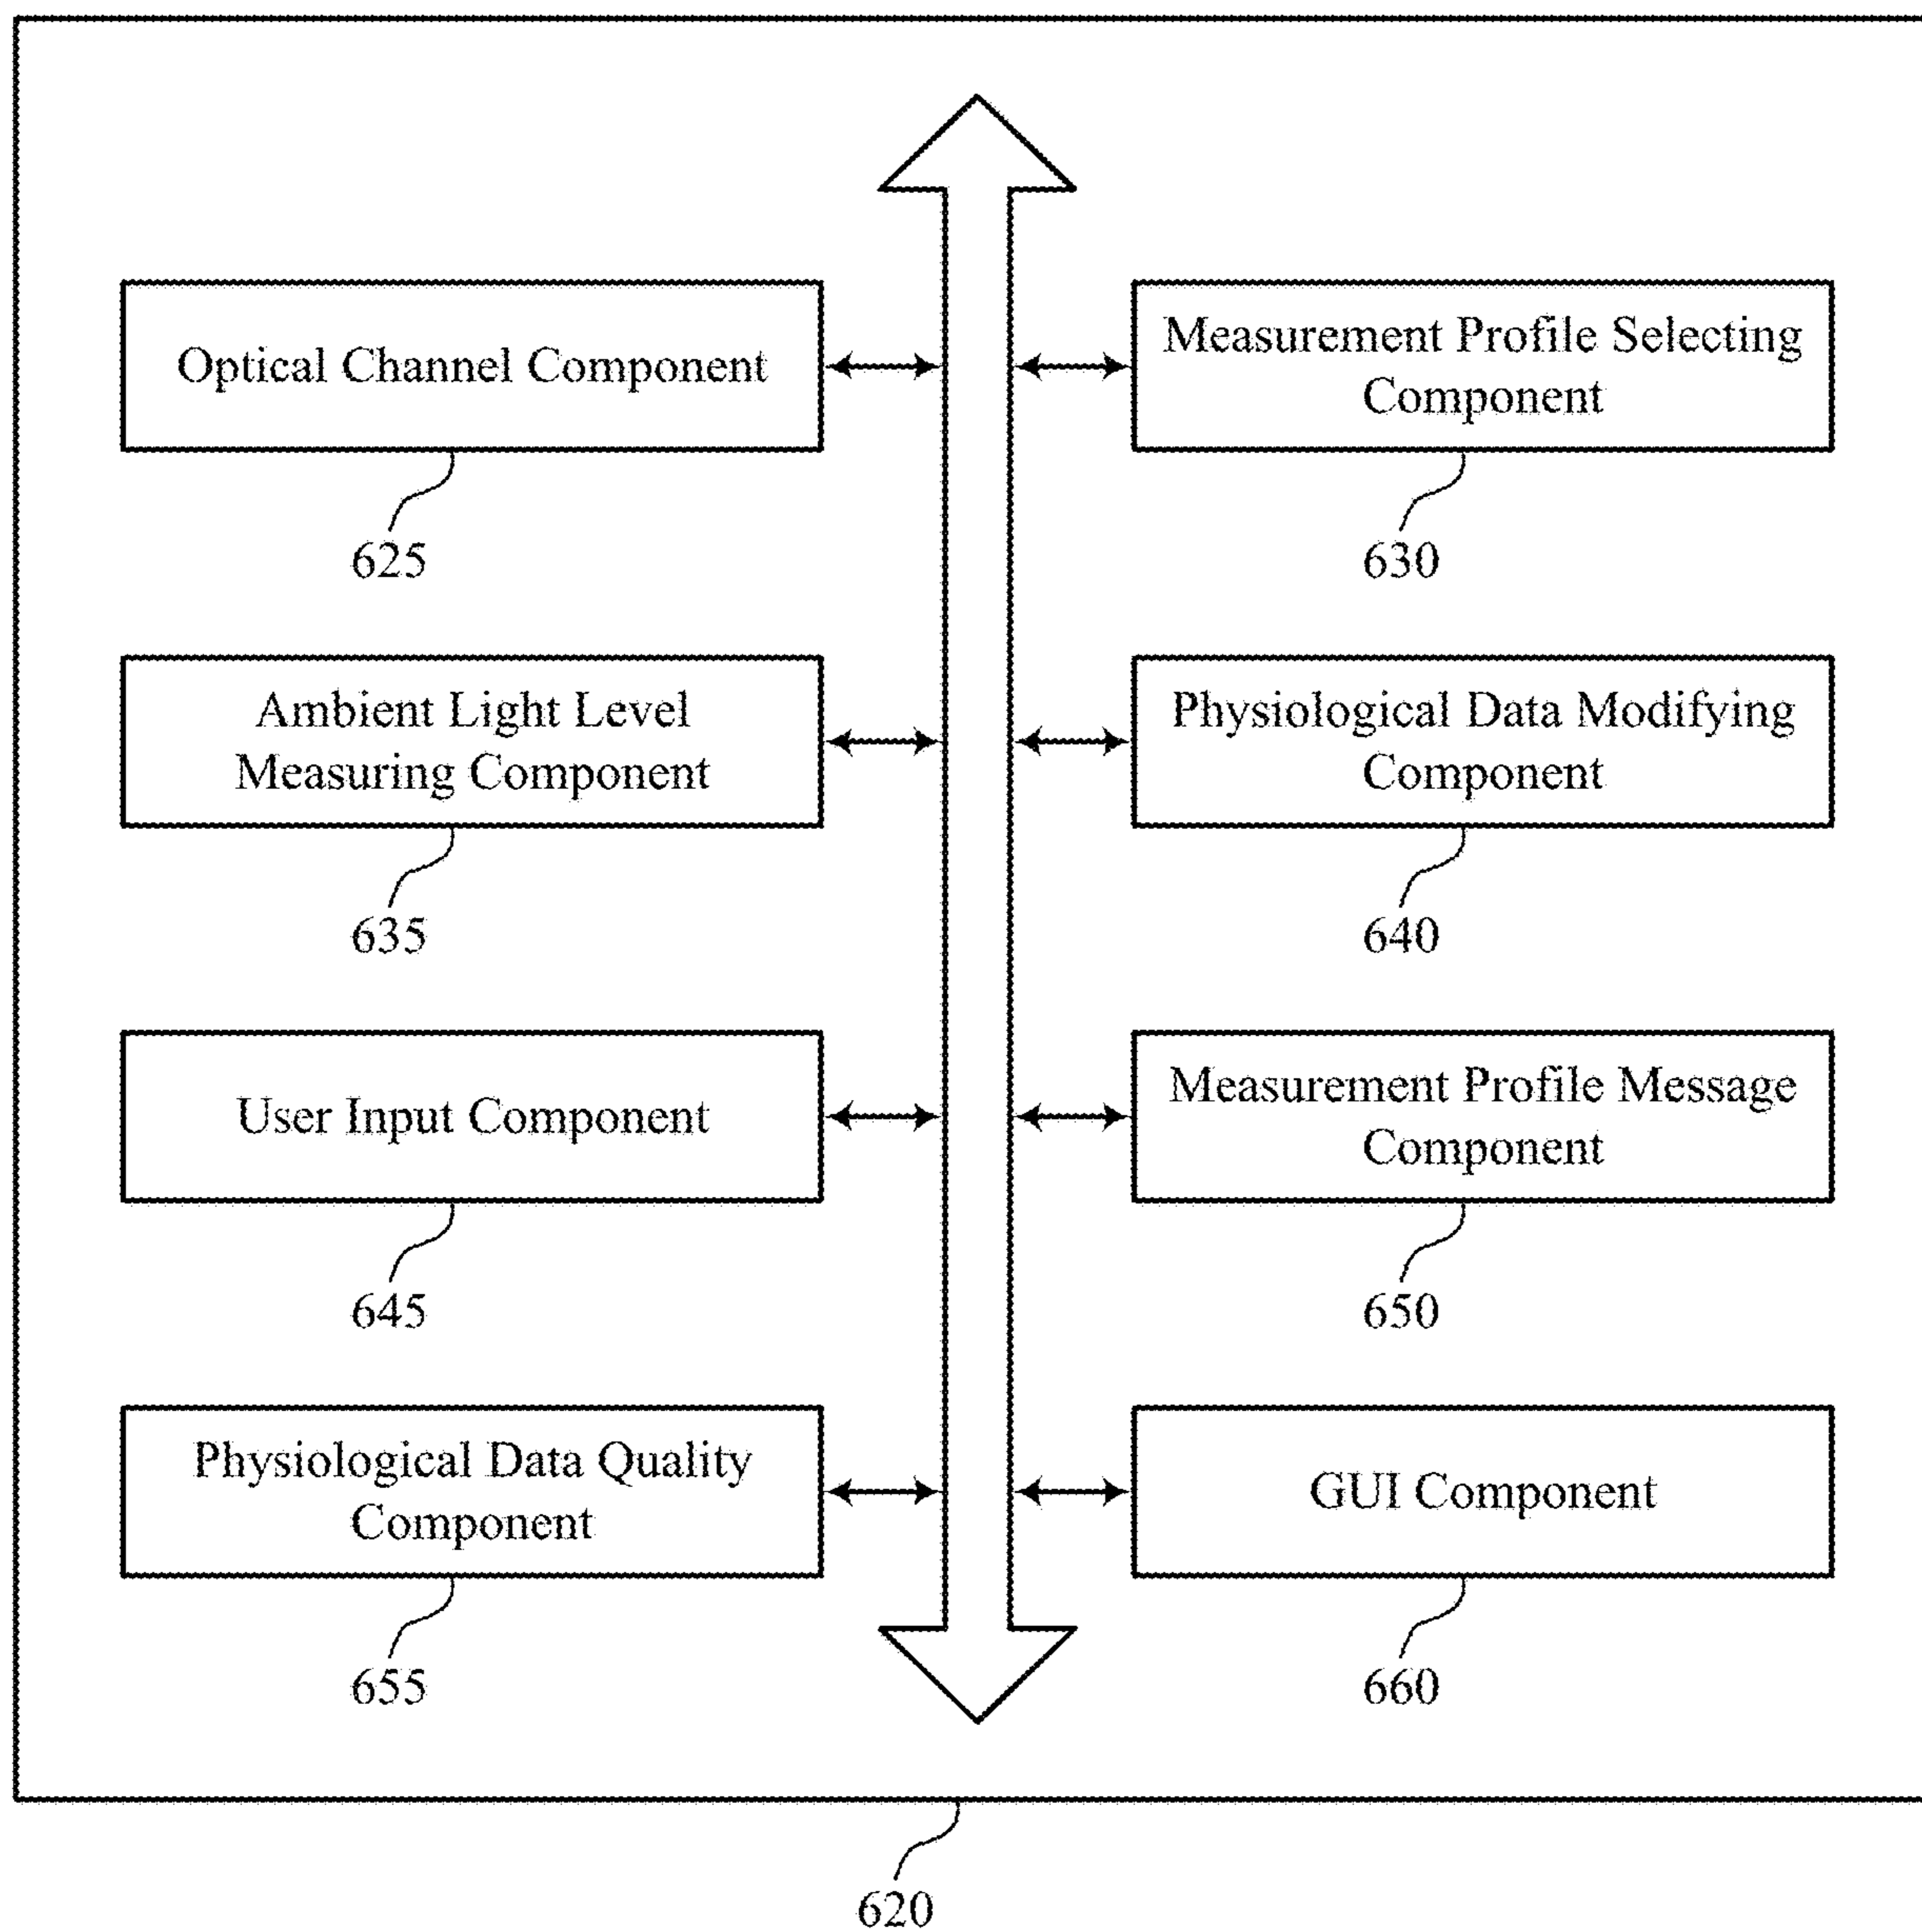 Optical Channel Component
625
Measurement Profile Selecting
Component
630
Ambient Light Level
Measuring Component
635
Physiological Data Modifying
Component
640
User Input Component
645
Measurement Profile Message
Component
650
Physiological Data Quality
Component
655
GUI Component
660
620